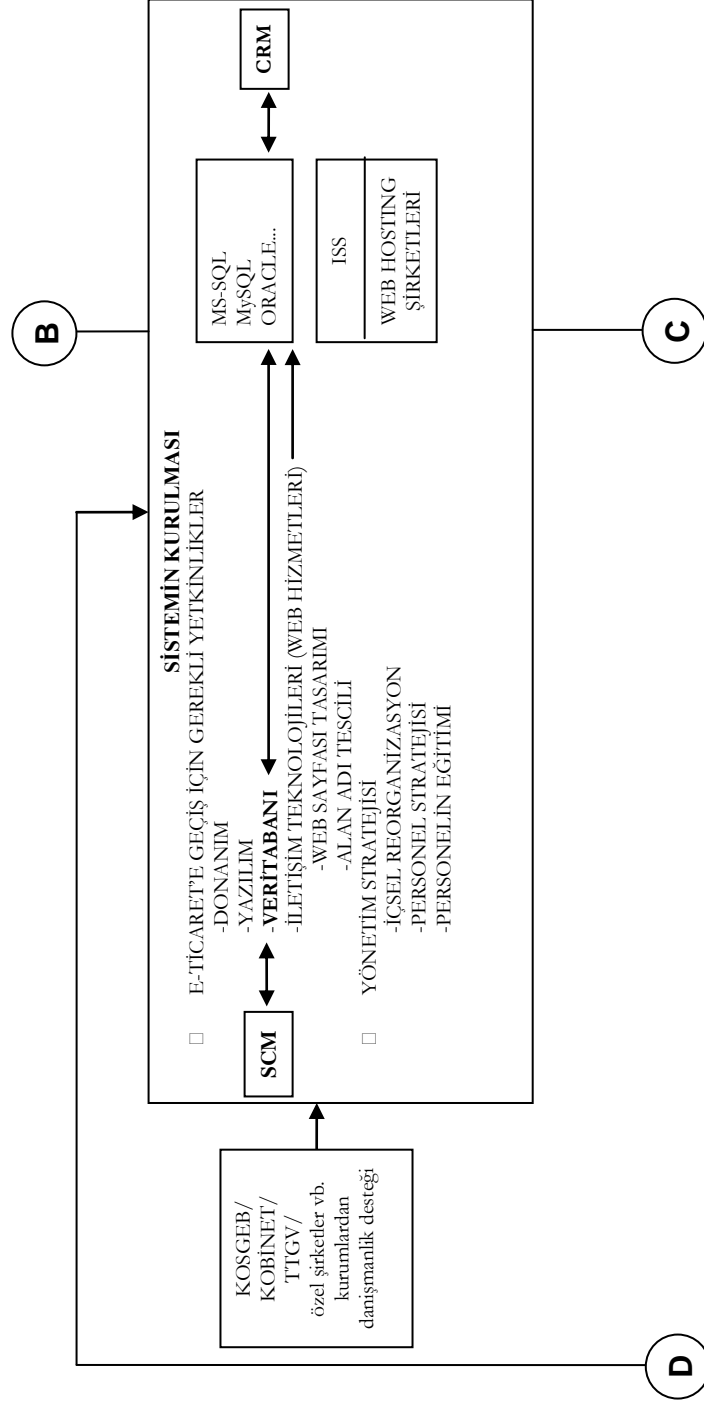 B
SİSTEMİN KURULMASI
E-TİCARET'E GEÇİŞ İÇİN GEREKLİ YETKİNLİKLER
-DONANIM
-YAZILIM
-VERİTABANI
-İLETİŞİM TEKNOLOJİLERİ (WEB HİZMETLERİ)
-WEB SAYFASI TASARIMI
-ALAN ADI TESCİLİ
YÖNETİM STRATEJİSİ
-İÇSEL REORGANİZASYON
-PERSONEL STRATEJİSİ
-PERSONELİN EĞİTİMİ
SCM
MS-SQL
MySQL
ORACLE...
CRM
ISS
WEB HOSTING
ŞİRKETLERİ
KOSGEB/
KOBİNET/
TTGV/
özel şirketler vb.
kurumlardan
danişmanlik desteği
D
C